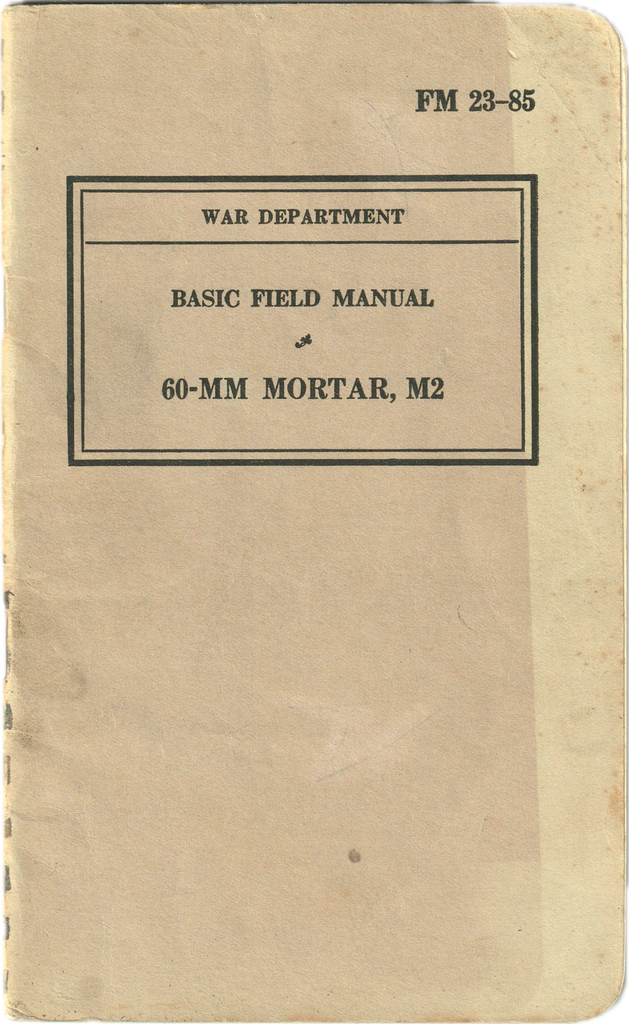 FM 23–85
WAR DEPARTMENT
BASIC FIELD MANUAL
60-MM MORTAR, M2